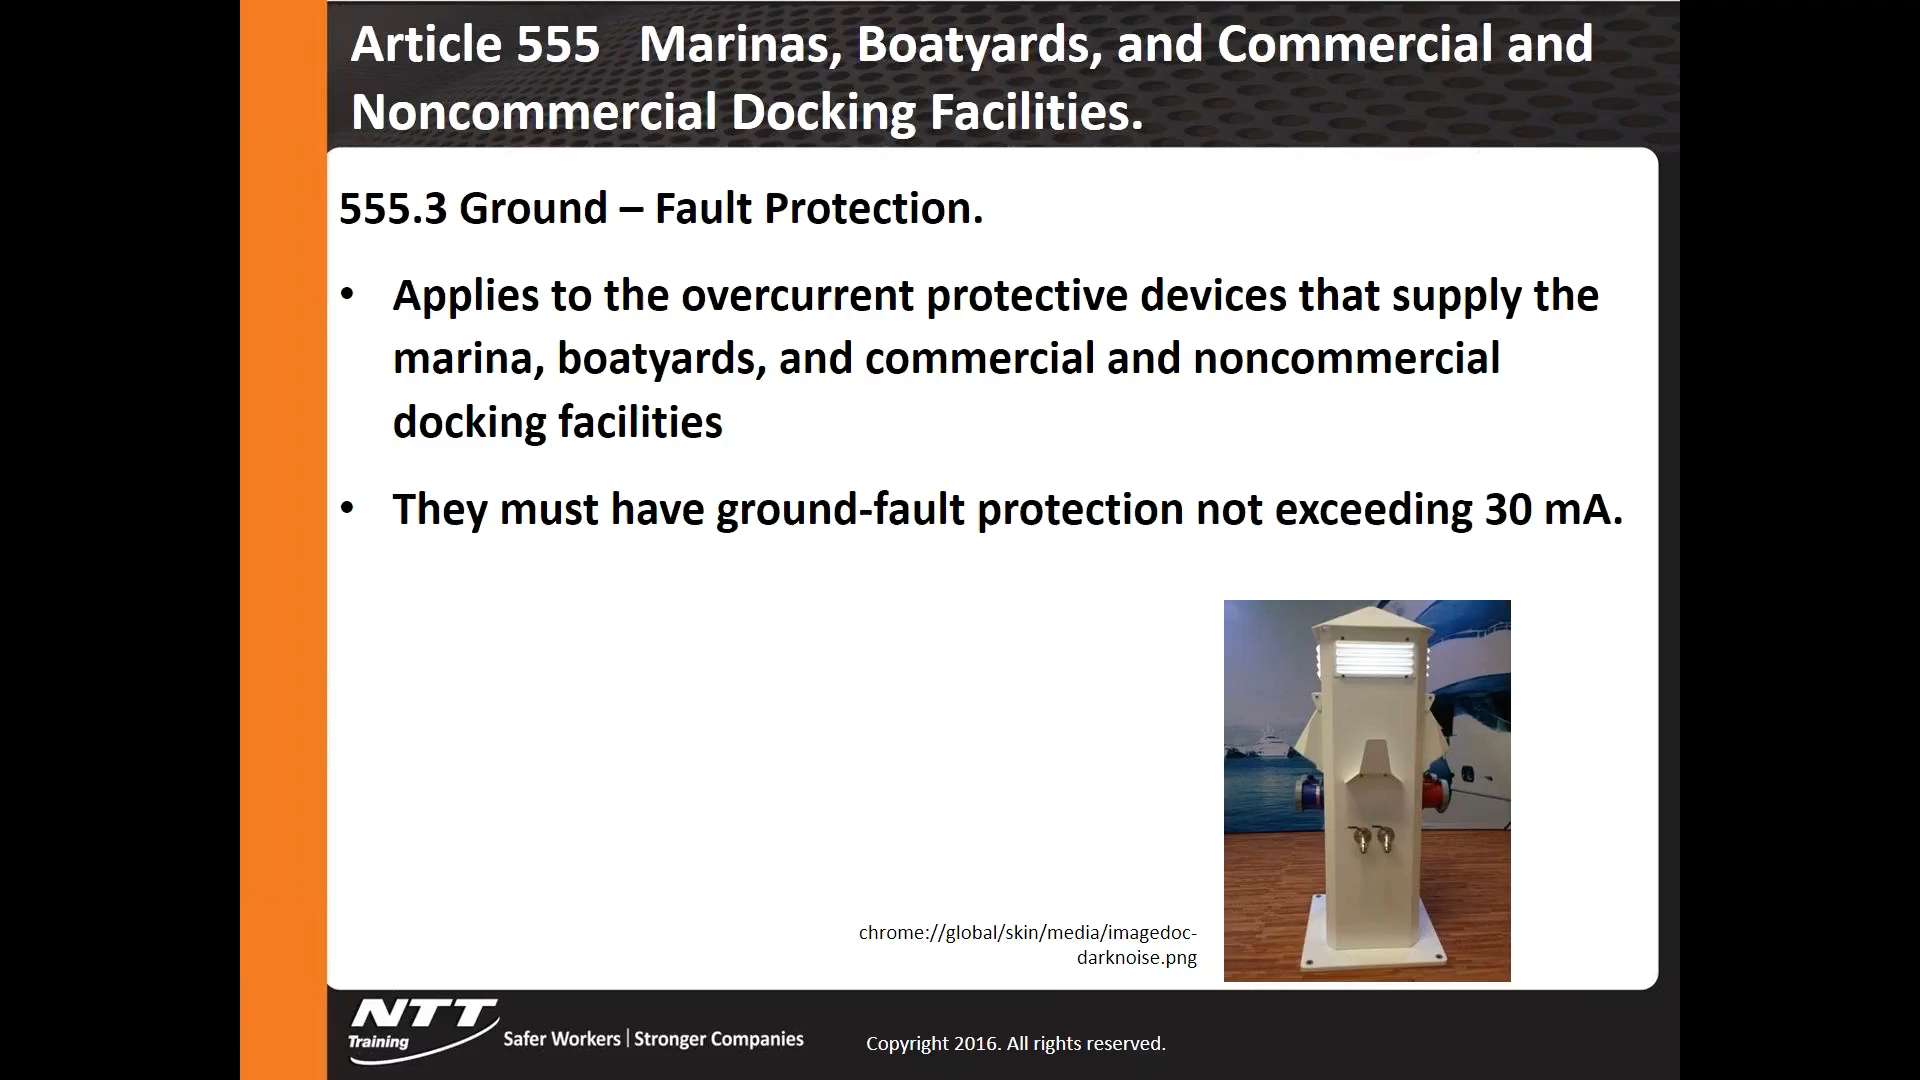 Article 555   Marinas, Boatyards, and Commercial and
Noncommercial Docking Facilities.
555.3 Ground – Fault Protection.
• Applies to the overcurrent protective devices that supply the
marina, boatyards, and commercial and noncommercial
docking facilities
• They must have ground-fault protection not exceeding 30 mA.
chrome://global/skin/media/imagedoc-
darknoise.png
NTT
Training
Safer Workers | Stronger Companies
Copyright 2016. All rights reserved.